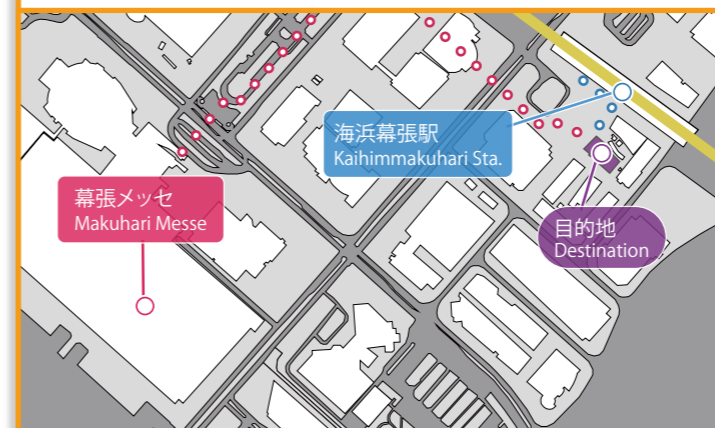 海浜幕張駅
Kaihimmakuhari Sta.
幕張メッセ
Makuhari Messe
目的地
Destination